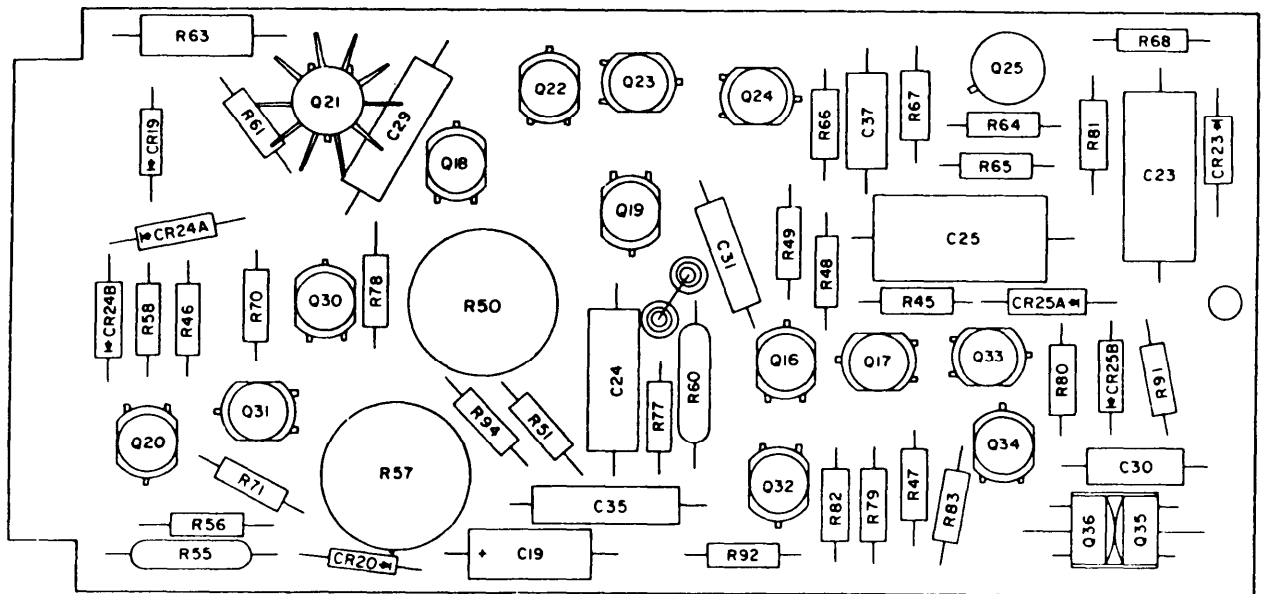 R63
R68
Q21
R61
C29
CR19
Q22
Q23
Q24
Q18
Q19
R66
C37
R67
Q25
R64
R65
R81
C23
CR23
CR24A
CR24B
R58
R46
R70
Q30
R78
R50
C31
R49
R48
C25
R45
CR25A
Q20
Q31
R71
R57
R94
R51
C24
R77
R60
Q16
Q17
Q33
R80
CR25B
R91
Q34
C30
R56
R55
CR20
+ C19
C35
R92
Q32
R82
R79
R47
R83
Q36
Q35